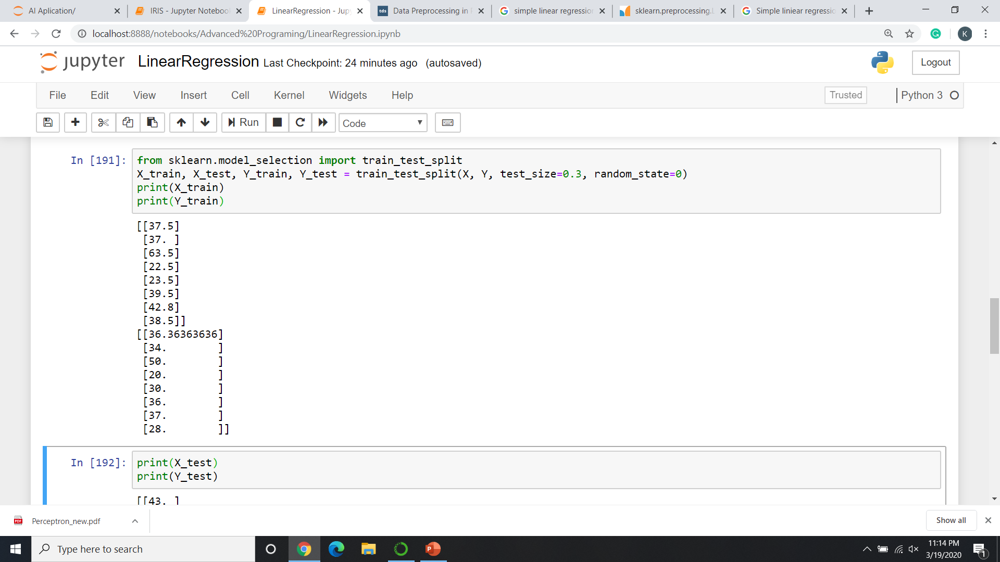 AI Aplication/
IRIS - Jupyter Notebool
LinearRegression - Jup
tds Data Preprocessing in
simple linear regression
sklearn.preprocessing.
Simple liniear regressio
localhost:8888/notebooks/Advanced%20Programing/LinearRegression.ipynb
K
jupyter LinearRegression Last Checkpoint: 24 minutes ago (autosaved)
Logout
File Edit View Insert Cell Kernel Widgets Help
Trusted
Python 3
Run
Code
In [191]:
from sklearn.model_selection import train_test_split
X_train, X_test, Y_train, Y_test = train_test_split(X, Y, test_size=0.3, random_state=0)
print(X_train)
print(Y_train)
[[37.5]
[37. ]
[63.5]
[22.5]
[23.5]
[39.5]
[42.8]
[38.5]]
[[36.36363636]
[34.        ]
[50.        ]
[20.        ]
[30.        ]
[36.        ]
[37.        ]
[28.        ]]
In [192]:
print(X_test)
print(Y_test)
[[43. ]
PDF Perceptron_new.pdf
Show all
Type here to search
P
11:14 PM
3/19/2020
1